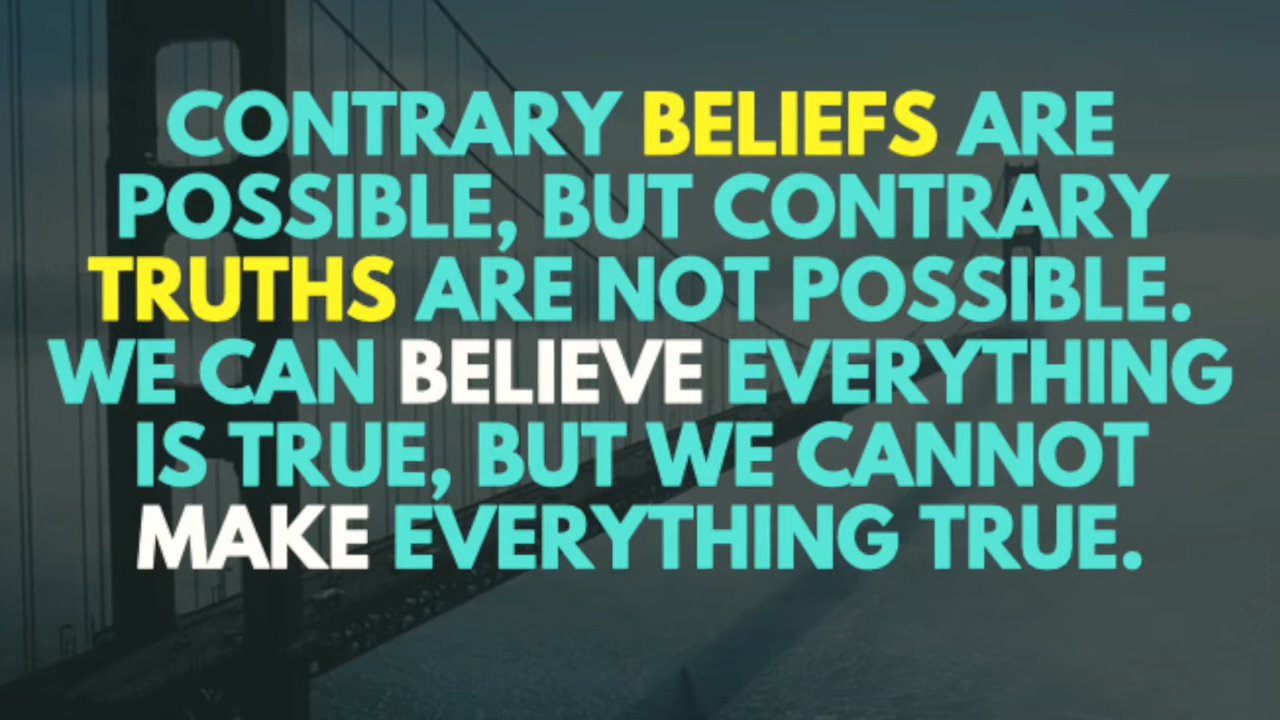 CONTRARY BELIEFS ARE
POSSIBLE, BUT CONTRARY
TRUTHS ARE NOT POSSIBLE.
WE CAN BELIEVE EVERYTHING
IS TRUE, BUT WE CANNOT
MAKE EVERYTHING TRUE.